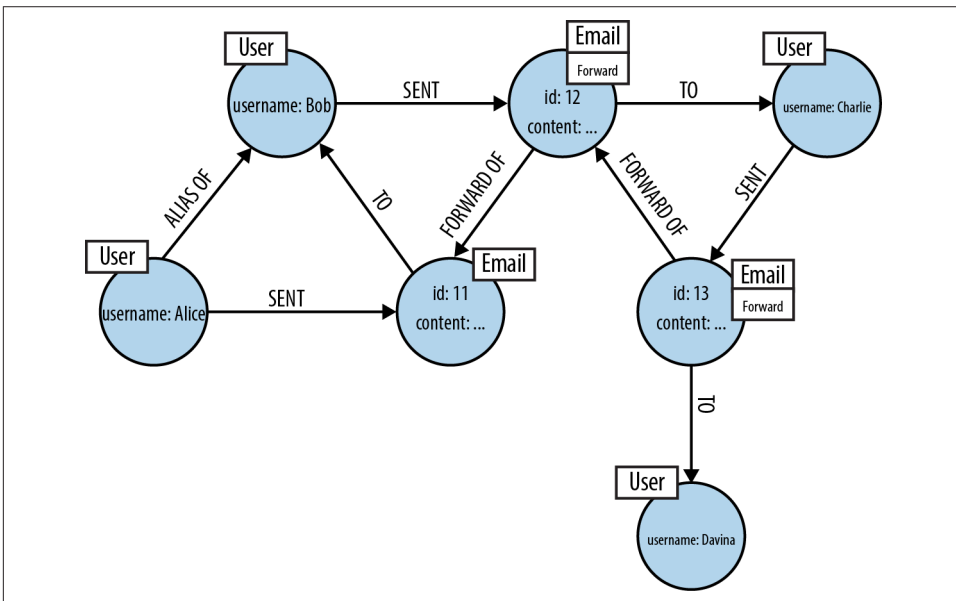 User
username: Bob
SENT
Email
Forward
id: 12
content: ...
TO
User
username: Charlie
ALIAS OF
TO
FORWARD OF
FORWARD OF
SENT
User
username: Alice
SENT
Email
id: 11
content: ...
Email
Forward
id: 13
content: ...
TO
User
username: Davina